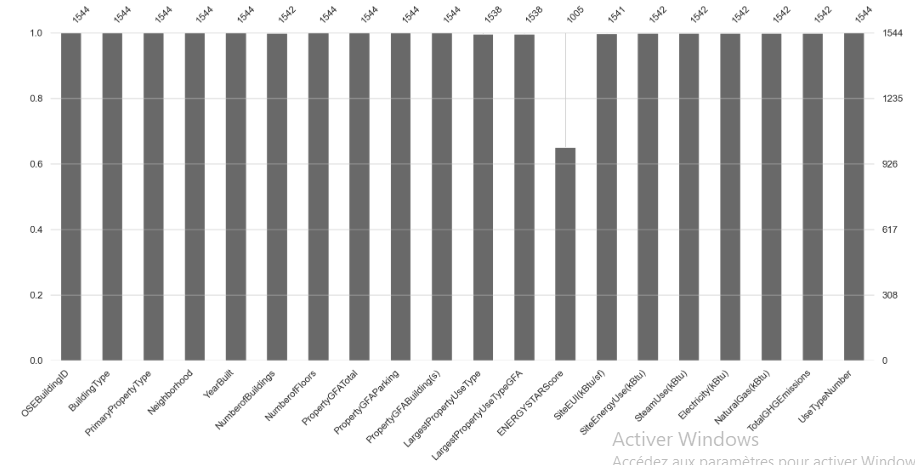 1544 1544 1544 1544 1544 1542 1544 1544 1544 1544 1538 1538 1005 1541 1542 1542 1542 1542 1542 1544
1.0 1544
0.8 1235
0.6 926
0.4 617
0.2 308
0.0 0
OSEBuildingID
BuildingType
PrimaryPropertyType
Neighborhood
YearBuilt
NumberofBuildings
NumberofFloors
PropertyGFATotal
PropertyGFAParking
PropertyGFABuilding(s)
LargestPropertyUseType
LargestPropertyUseTypeGFA
ENERGYSTARScore
SiteEUI(kBtu/sf)
SiteEnergyUse(kBtu)
SteamUse(kBtu)
Electricity(kBtu)
NaturalGas(kBtu)
TotalGHGEmissions
UseTypeNumber
Activer Windows
Accédez aux paramètres pour activer Window